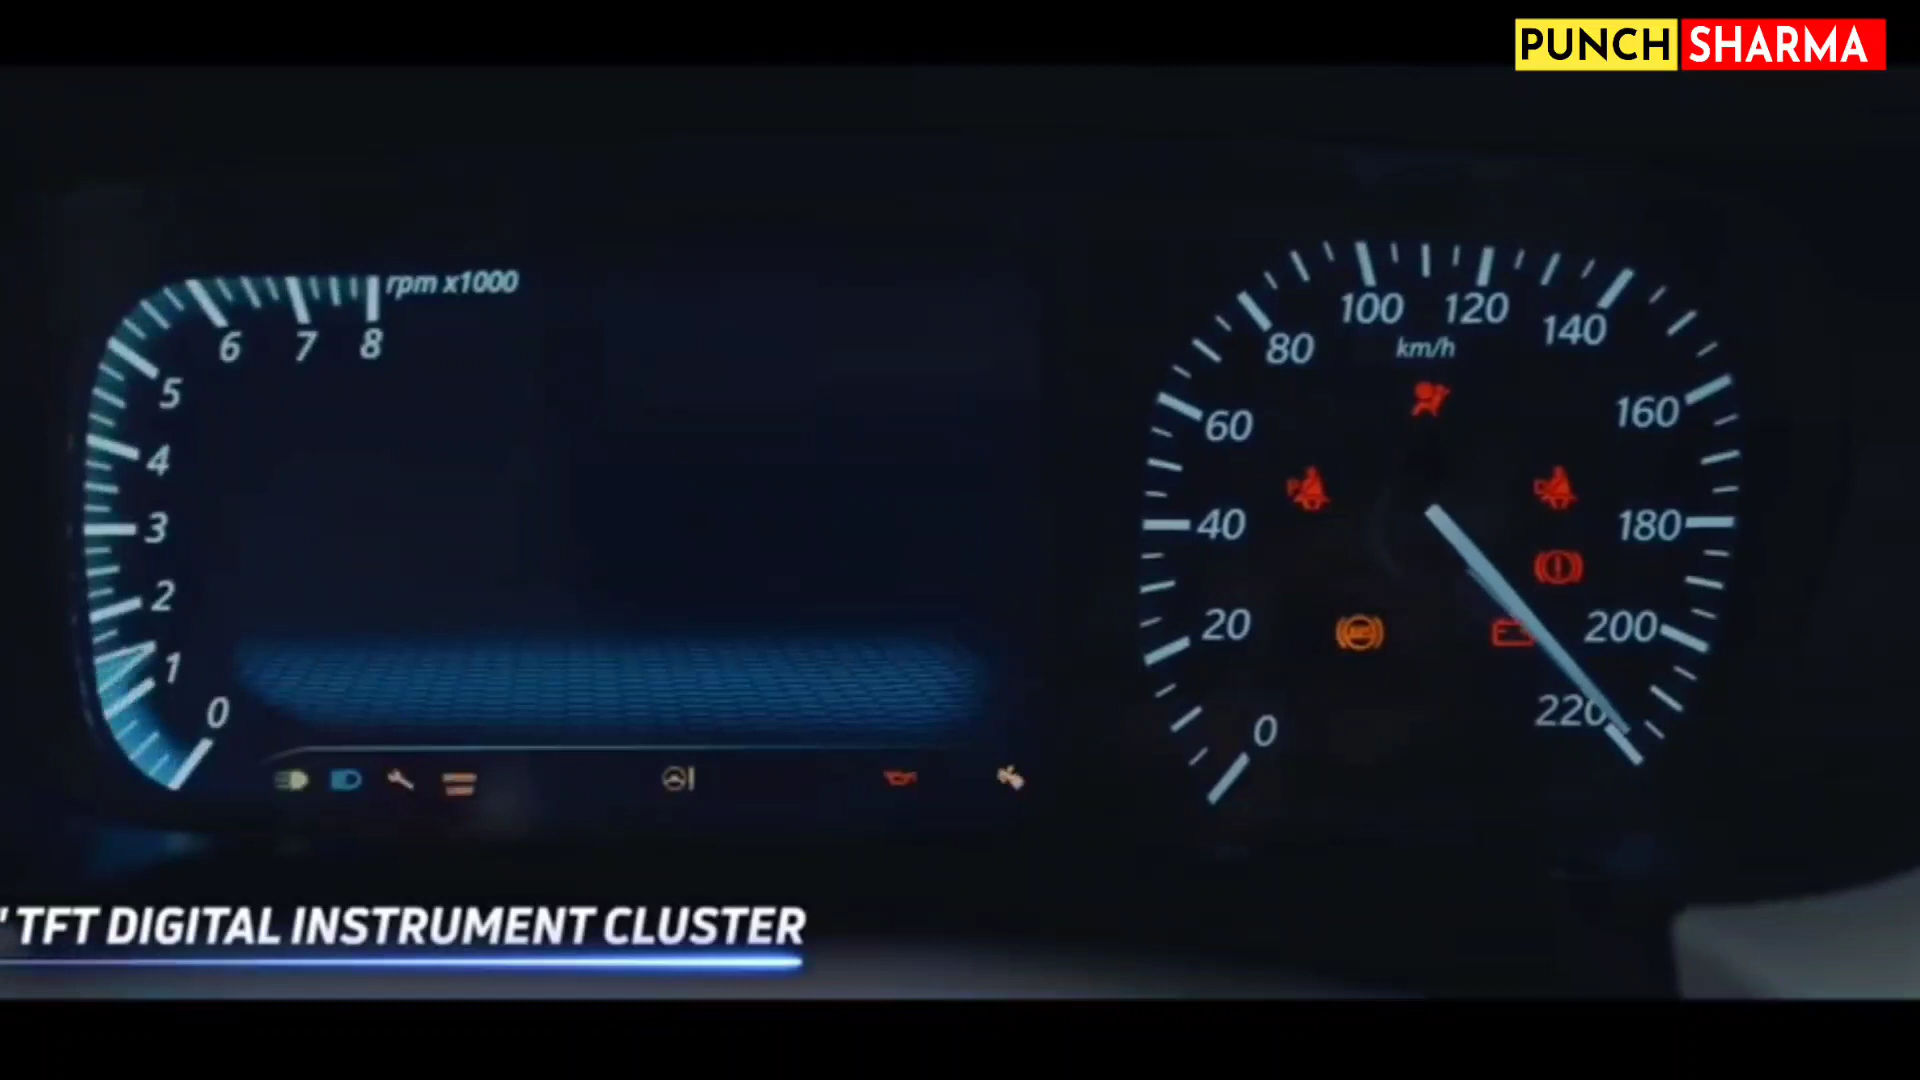 PUNCH SHARMA
rpm x1000
6 7 8
5
4
3
2
1
0
100 120
80 140
km/h
60 160
40 180
20 200
220
0
" TFT DIGITAL INSTRUMENT CLUSTER